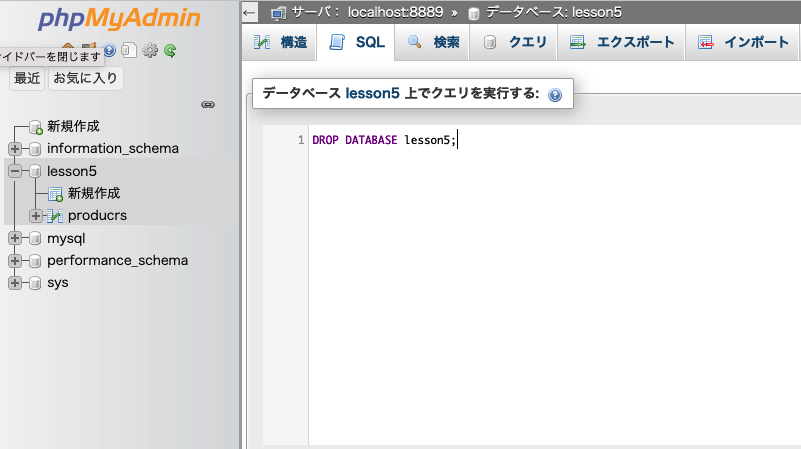 phpMyAdmin
イドバーを閉じます
最近 お気に入り
新規作成
information_schema
lesson5
新規作成
producrs
mysql
performance_schema
sys
サーバ: localhost:8889 » データベース: lesson5
構造 SQL 検索 クエリ エクスポート インポート
データベース lesson5 上でクエリを実行する:
1 DROP DATABASE lesson5;